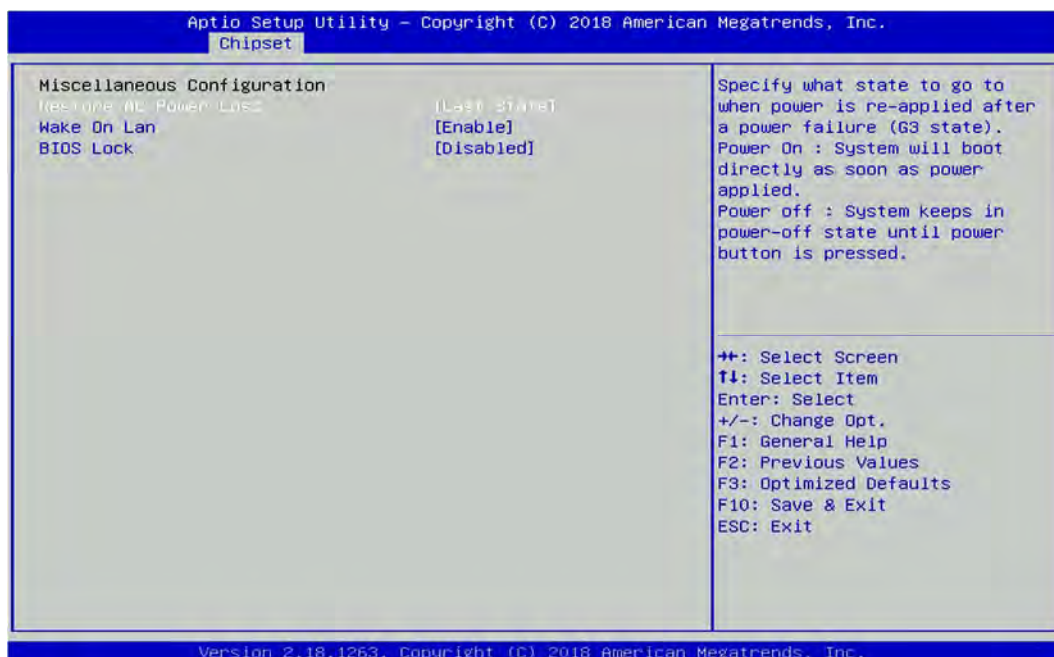 Aptio Setup Utility – Copyright (C) 2018 American Megatrends, Inc.
Chipset
Miscellaneous Configuration
Restore AC Power Loss [Last State]
Wake On Lan [Enable]
BIOS Lock [Disabled]
Specify what state to go to
when power is re-applied after
a power failure (G3 state).
Power On : System will boot
directly as soon as power
applied.
Power off : System keeps in
power-off state until power
button is pressed.
→←: Select Screen
↑↓: Select Item
Enter: Select
+/-: Change Opt.
F1: General Help
F2: Previous Values
F3: Optimized Defaults
F10: Save & Exit
ESC: Exit
Version 2.18.1263. Copyright (C) 2018 American Megatrends, Inc.